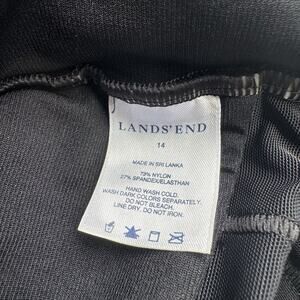 LANDS' END
14
MADE IN SRI LANKA
73% NYLON
27% SPANDEX/ELASTHAN
HAND WASH COLD.
WASH DARK COLORS SEPARATELY.
DO NOT BLEACH.
LINE DRY. DO NOT IRON.